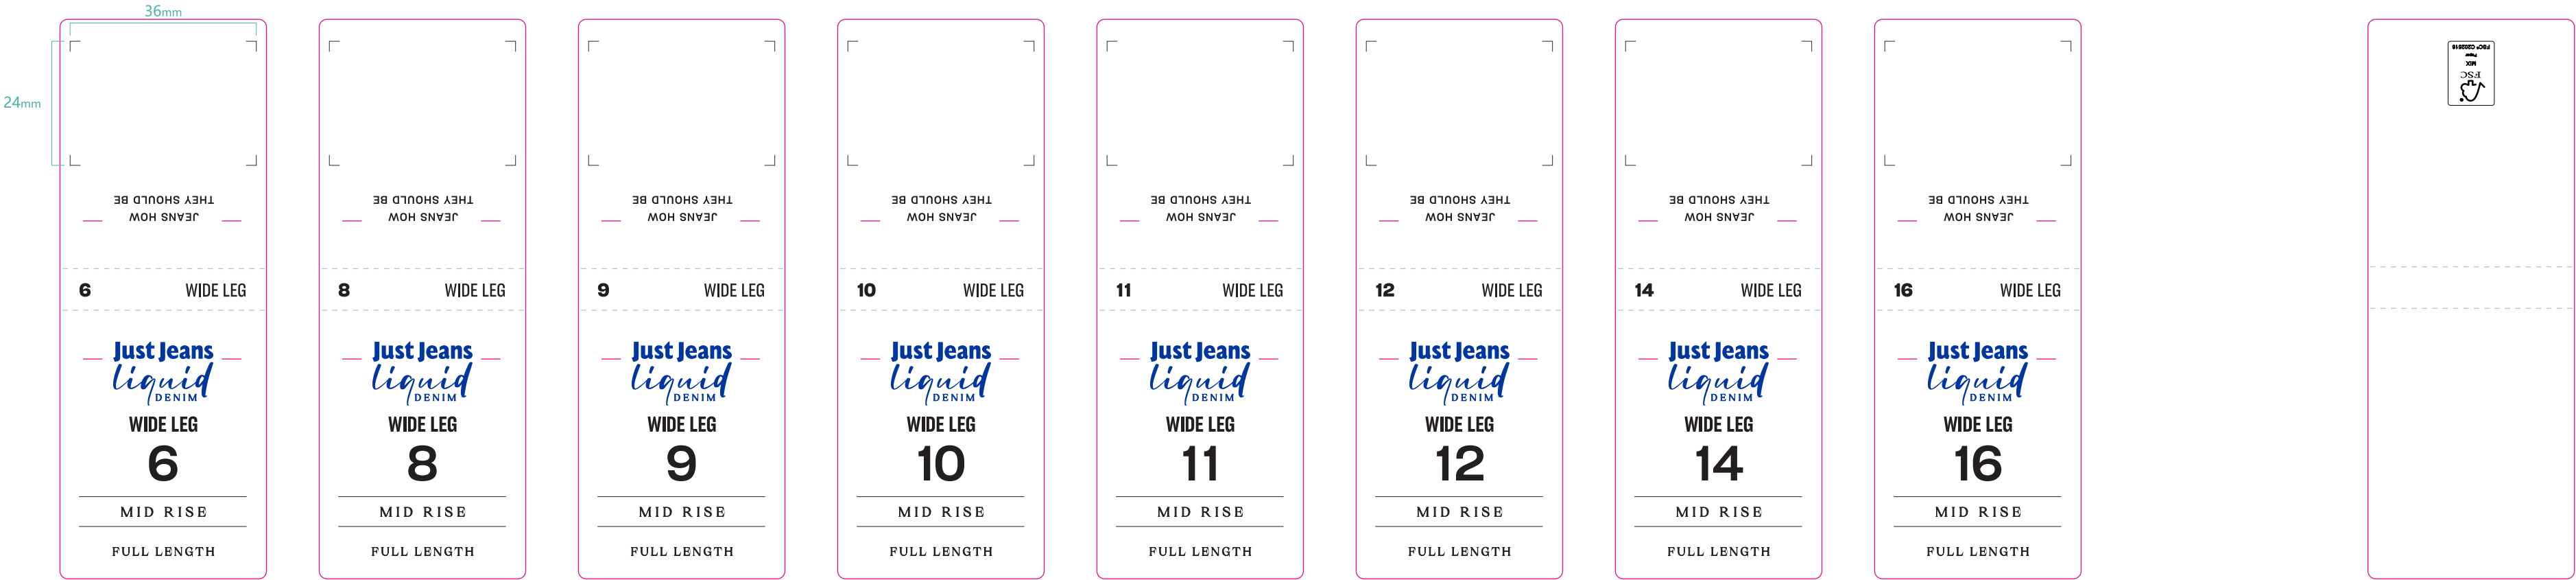 36mm
24mm
THEY SHOULD BE
JEANS HOW
6 WIDE LEG
Just Jeans
liquid
DENIM
WIDE LEG
6
MID RISE
FULL LENGTH
THEY SHOULD BE
JEANS HOW
8 WIDE LEG
Just Jeans
liquid
DENIM
WIDE LEG
8
MID RISE
FULL LENGTH
THEY SHOULD BE
JEANS HOW
9 WIDE LEG
Just Jeans
liquid
DENIM
WIDE LEG
9
MID RISE
FULL LENGTH
THEY SHOULD BE
JEANS HOW
10 WIDE LEG
Just Jeans
liquid
DENIM
WIDE LEG
10
MID RISE
FULL LENGTH
THEY SHOULD BE
JEANS HOW
11 WIDE LEG
Just Jeans
liquid
DENIM
WIDE LEG
11
MID RISE
FULL LENGTH
THEY SHOULD BE
JEANS HOW
12 WIDE LEG
Just Jeans
liquid
DENIM
WIDE LEG
12
MID RISE
FULL LENGTH
THEY SHOULD BE
JEANS HOW
14 WIDE LEG
Just Jeans
liquid
DENIM
WIDE LEG
14
MID RISE
FULL LENGTH
THEY SHOULD BE
JEANS HOW
16 WIDE LEG
Just Jeans
liquid
DENIM
WIDE LEG
16
MID RISE
FULL LENGTH
FSC
MIX
Paper
FSC® C202518